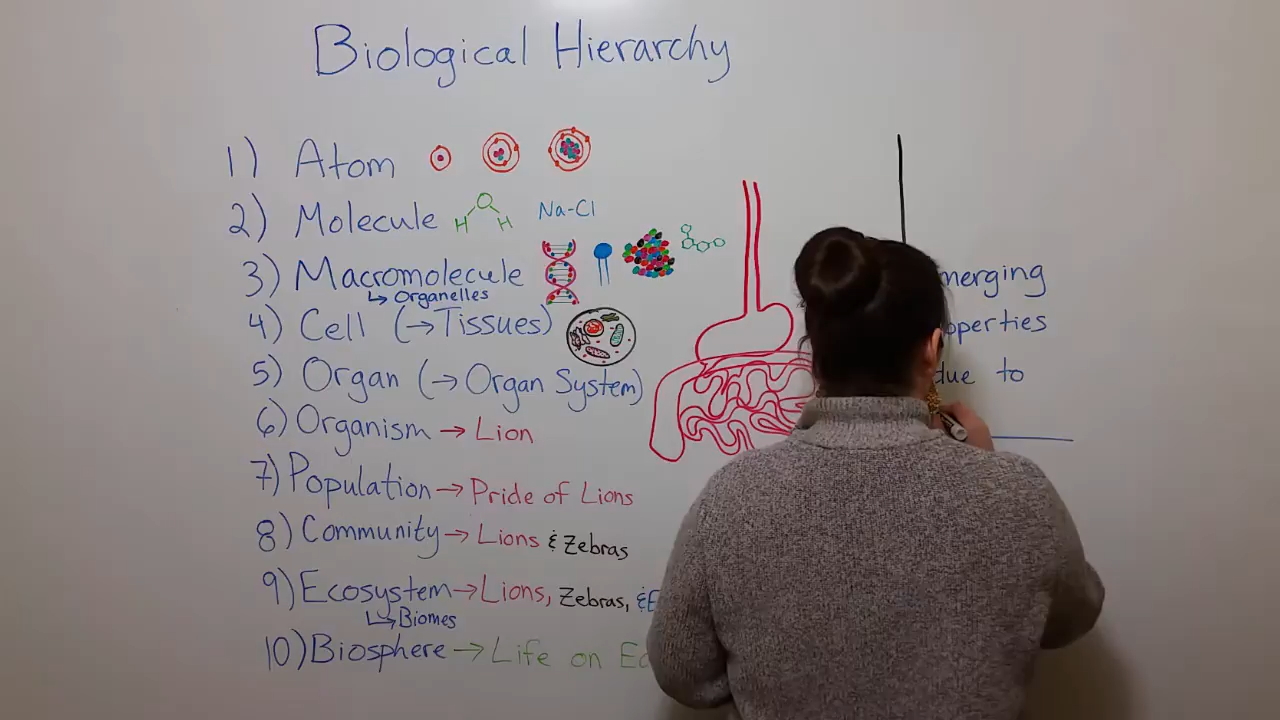 Biological Hierarchy
1) Atom
2) Molecule H O H Na-Cl
3) Macromolecule
↳ Organelles
4) Cell (→Tissues)
5) Organ (→ Organ System)
6) Organism → Lion
7) Population → Pride of Lions
8) Community → Lions & Zebras
9) Ecosystem → Lions, Zebras, &
↳ Biomes
10) Biosphere → Life on
merging
operties
due to